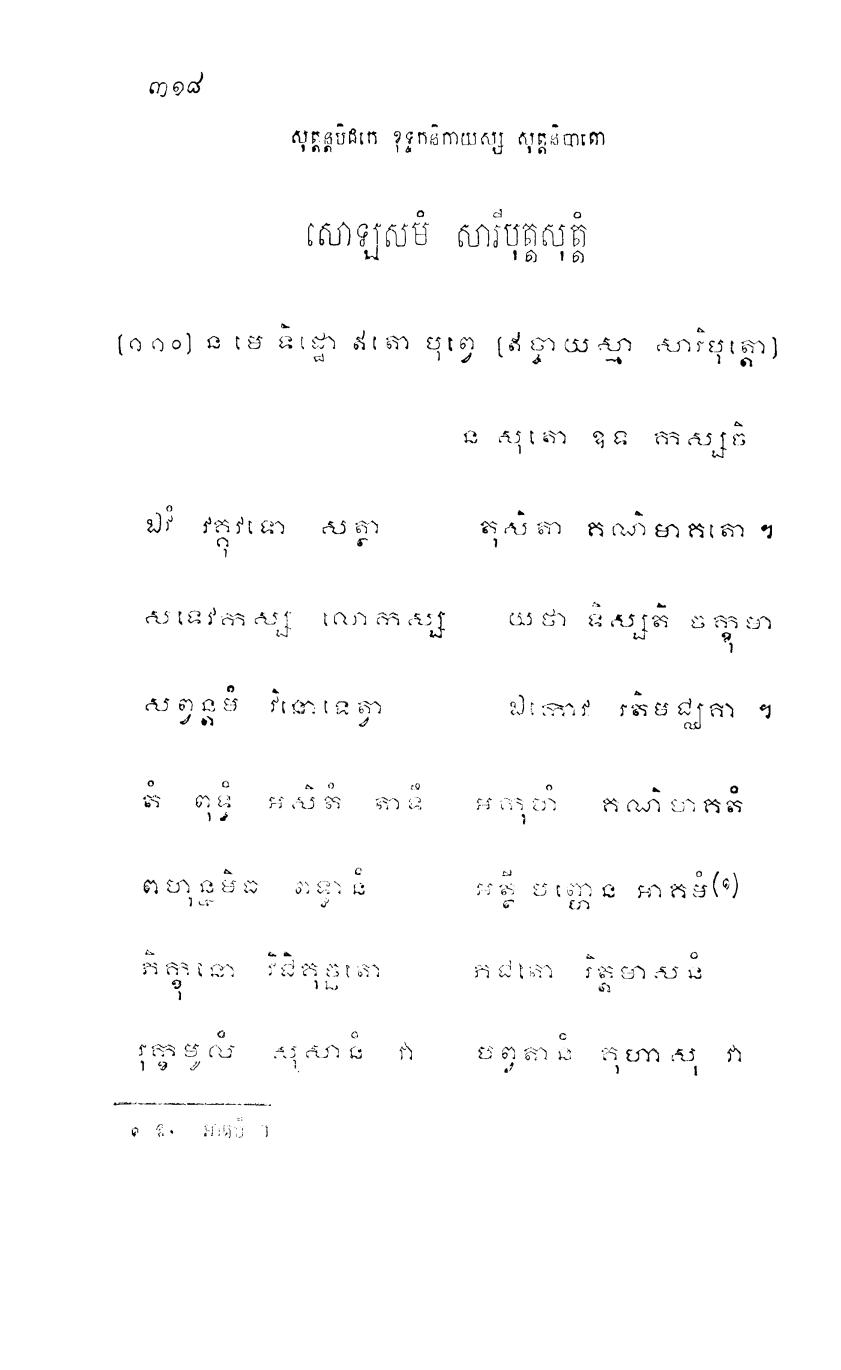 ៣១៨
សុត្តន្តបិដកេ ខុទ្ទកនិកាយស្ស សុត្តនិបាតោ
សោឡសមំ សារីបុត្តសុត្តំ
[១១០] ន មេ ទិដ្ឋោ ឥតោ បុព្វេ (ឥច្ចាយស្មា សារិបុត្តោ)
ន សុតោ ឧទ កស្សចិ
ឯវំ វគ្គុវទោ សត្ថា តុសិតា គណិមាគតោ ។
សទេវកស្ស លោកស្ស យថា ទិស្សតិ ចក្ខុមា
សព្វន្តមំ វិនោទេត្វា ឯកោវ រតិមជ្ឈគា ។
តំ ពុទ្ធំ អសិតំ តាទឹ អកុហំ គណិមាគតំ
ពហុន្នមិធ ពទ្ធានំ អត្ថី បញ្ហេន អាគមំ(១)
ភិក្ខុនោ វិជិគុច្ឆតោ ភជតោ រិត្តមាសនំ
រុក្ខមូលំ សុសានំ វា បព្វតានំ គុហាសុ វា